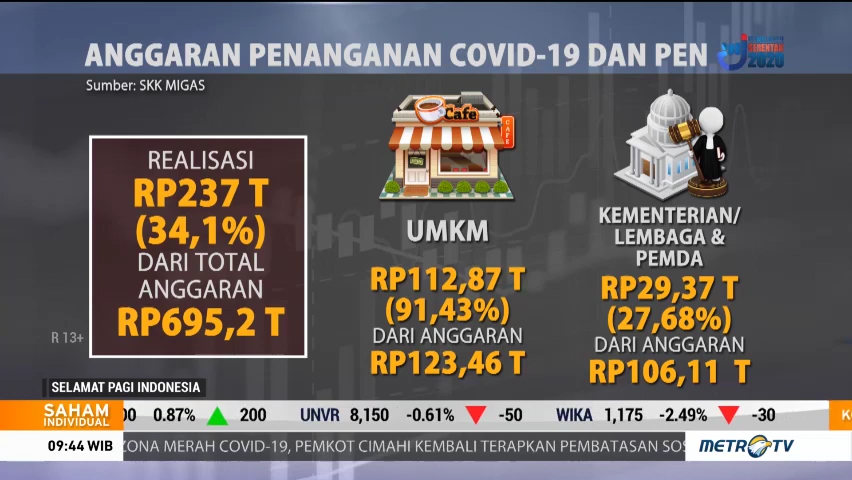 ANGGARAN PENANGANAN COVID-19 DAN PEN
SERENTAK
2020
Sumber: SKK MIGAS
REALISASI
RP237 T
(34,1%)
DARI TOTAL
ANGGARAN
RP695,2 T
Cafe
CAFE
UMKM
RP112,87 T
(91,43%)
DARI ANGGARAN
RP123,46 T
KEMENTERIAN/
LEMBAGA &
PEMDA
RP29,37 T
(27,68%)
DARI ANGGARAN
RP106,11 T
R 13+
SELAMAT PAGI INDONESIA
SAHAM
INDIVIDUAL
00 0.87% 200 UNVR 8,150 -0.61% -50 WIKA 1,175 -2.49% -30
09:44 WIB
ZONA MERAH COVID-19, PEMKOT CIMAHI KEMBALI TERAPKAN PEMBATASAN SOS
METRO TV